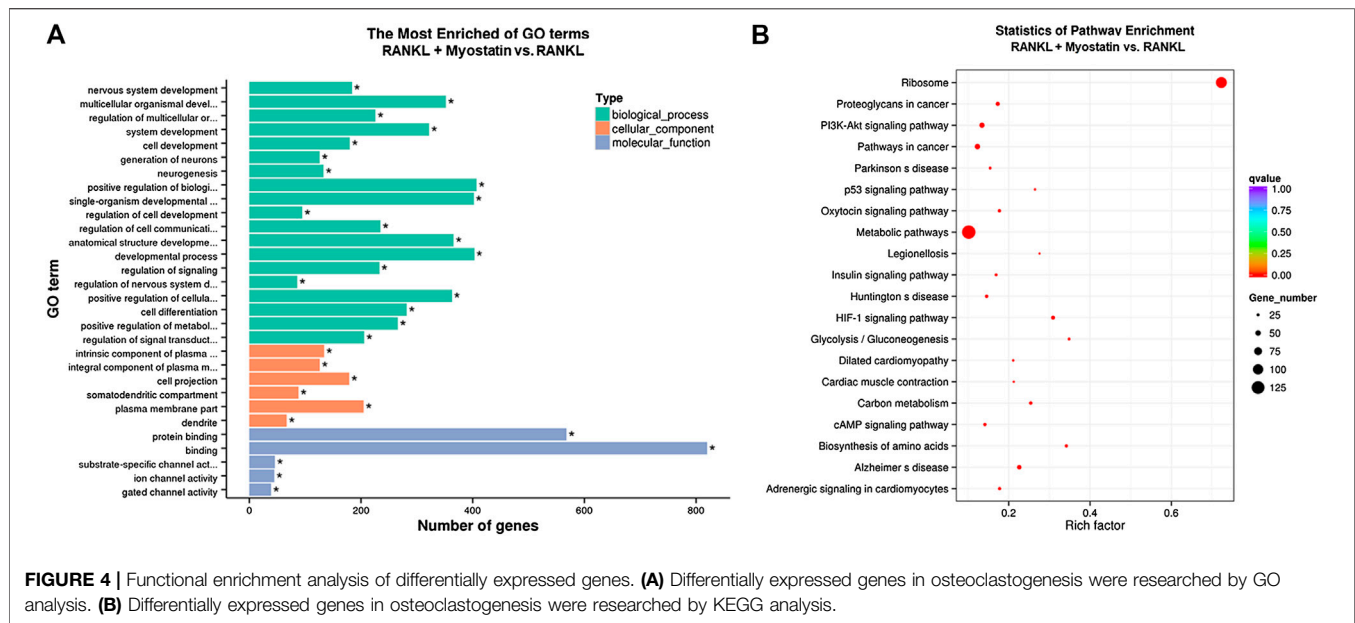 A
The Most Enriched of GO terms
RANKL + Myostatin vs. RANKL
GO term
nervous system development
multicellular organismal devel...
regulation of multicellular or...
system development
cell development
generation of neurons
neurogenesis
positive regulation of biologi...
single-organism developmental ...
regulation of cell development
regulation of cell communicati...
anatomical structure developme...
developmental process
regulation of signaling
regulation of nervous system d...
positive regulation of cellula...
cell differentiation
positive regulation of metabol...
regulation of signal transduct...
intrinsic component of plasma ...
integral component of plasma m...
cell projection
somatodendritic compartment
plasma membrane part
dendrite
protein binding
binding
substrate-specific channel act...
ion channel activity
gated channel activity
* * * * * * * * * * * * * * * * * * * * * * * * * * * * * *
0 200 400 600 800
Number of genes
Type
biological_process
cellular_component
molecular_function
B
Statistics of Pathway Enrichment
RANKL + Myostatin vs. RANKL
Ribosome
Proteoglycans in cancer
PI3K-Akt signaling pathway
Pathways in cancer
Parkinson s disease
p53 signaling pathway
Oxytocin signaling pathway
Metabolic pathways
Legionellosis
Insulin signaling pathway
Huntington s disease
HIF-1 signaling pathway
Glycolysis / Gluconeogenesis
Dilated cardiomyopathy
Cardiac muscle contraction
Carbon metabolism
cAMP signaling pathway
Biosynthesis of amino acids
Alzheimer s disease
Adrenergic signaling in cardiomyocytes
0.2 0.4 0.6
Rich factor
qvalue
1.00
0.75
0.50
0.25
0.00
Gene_number
25
50
75
100
125
FIGURE 4 | Functional enrichment analysis of differentially expressed genes. (A) Differentially expressed genes in osteoclastogenesis were researched by GO
analysis. (B) Differentially expressed genes in osteoclastogenesis were researched by KEGG analysis.